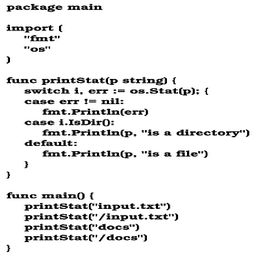 package main
import (
"fmt"
"os"
)
func printStat(p string) {
switch i, err := os.Stat(p); {
case err != nil:
fmt.Println(err)
case i.IsDir():
fmt.Println(p, "is a directory")
default:
fmt.Println(p, "is a file")
}
}
func main() {
printStat("input.txt")
printStat("/input.txt")
printStat("docs")
printStat("/docs")
}